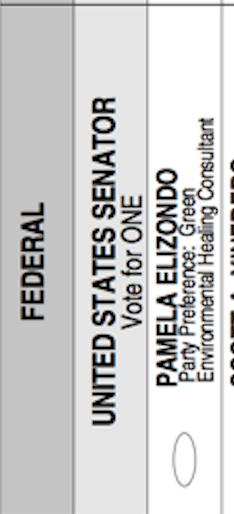 FEDERAL
UNITED STATES SENATOR
Vote for ONE
PAMELA ELIZONDO
Party Preference: Green
Environmental Healing Consultant